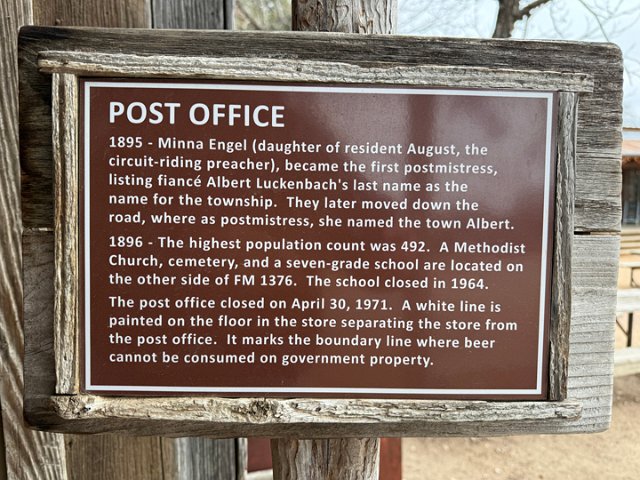 POST OFFICE
1895 - Minna Engel (daughter of resident August, the
circuit-riding preacher), became the first postmistress,
listing fiancé Albert Luckenbach's last name as the
name for the township. They later moved down the
road, where as postmistress, she named the town Albert.
1896 - The highest population count was 492. A Methodist
Church, cemetery, and a seven-grade school are located on
the other side of FM 1376. The school closed in 1964.
The post office closed on April 30, 1971. A white line is
painted on the floor in the store separating the store from
the post office. It marks the boundary line where beer
cannot be consumed on government property.